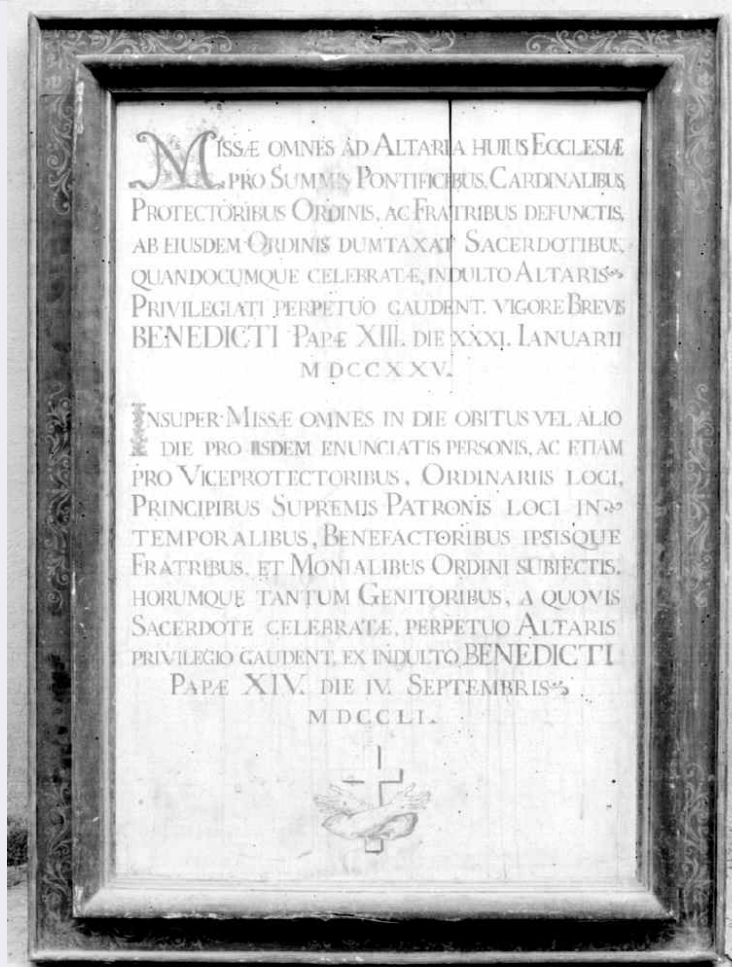 MISSÆ OMNES AD ALTARIA HUIUS ECCLESIÆ
PRO SUMMIS PONTIFICIBUS, CARDINALIBUS,
PROTECTORIBUS ORDINIS, AC FRATRIBUS DEFUNCTIS,
AB EIUSDEM ORDINIS DUMTAXAT SACERDOTIBUS,
QUANDOCUMQUE CELEBRATÆ, INDULTO ALTARIS
PRIVILEGIATI PERPETUO GAUDENT. VIGORE BREVIS
BENEDICTI PAPÆ XIII. DIE XXXI. IANUARII
MDCCXXV.
INSUPER MISSÆ OMNES IN DIE OBITUS VEL ALIO
DIE PRO IISDEM ENUNCIATIS PERSONIS, AC ETIAM
PRO VICEPROTECTORIBUS, ORDINARIIS LOCI,
PRINCIPIBUS SUPREMIS PATRONIS LOCI IN
TEMPORALIBUS, BENEFACTORIBUS IPSISQUE
FRATRIBUS, ET MONIALIBUS ORDINI SUBIECTIS,
HORUMQUE TANTUM GENITORIBUS, A QUOVIS
SACERDOTE CELEBRATÆ, PERPETUO ALTARIS
PRIVILEGIO GAUDENT, EX INDULTO BENEDICTI
PAPÆ XIV. DIE IV. SEPTEMBRIS
MDCCLI.